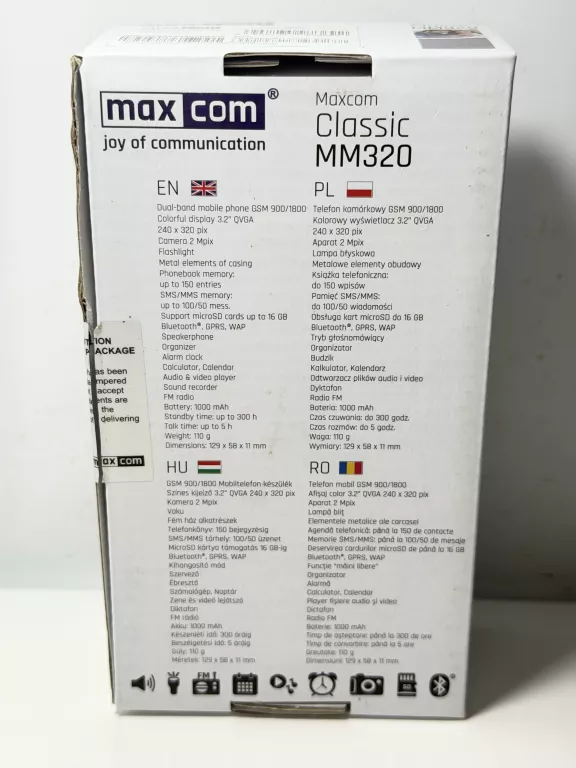 max com®
joy of communication
Maxcom
Classic
MM320
EN
Dual-band mobile phone GSM 900/1800
Colorful display 3.2" QVGA
240 x 320 pix
Camera 2 Mpix
Flashlight
Metal elements of casing
Phonebook memory:
up to 150 entries
SMS/MMS memory:
up to 100/50 mess.
Support microSD cards up to 16 GB
Bluetooth®, GPRS, WAP
Speakerphone
Organizer
Alarm clock
Calculator, Calendar
Audio & video player
Sound recorder
FM radio
Battery: 1000 mAh
Standby time: up to 300 h
Talk time: up to 5 h
Weight: 110 g
Dimensions: 129 x 58 x 11 mm
PL
Telefon komórkowy GSM 900/1800
Kolorowy wyświetlacz 3.2" QVGA
240 x 320 pix
Aparat 2 Mpix
Lampa błyskowa
Metalowe elementy obudowy
Książka telefoniczna:
do 150 wpisów
Pamięć SMS/MMS:
do 100/50 wiadomości
Obsługa kart microSD do 16 GB
Bluetooth®, GPRS, WAP
Tryb głośnomówiący
Organizator
Budzik
Kalkulator, Kalendarz
Odtwarzacz plików audio i video
Dyktafon
Radio FM
Bateria: 1000 mAh
Czas czuwania: do 300 godz.
Czas rozmów: do 5 godz.
Waga: 110 g
Wymiary: 129 x 58 x 11 mm
PACKAGE
has been
accept
are
the
delivering
max com
HU
GSM 900/1800 Mobiltelefon-készülék
Színes kijelző 3.2" QVGA 240 x 320 pix
Kamera 2 Mpix
Vaku
Fém ház alkatrészek
Telefonkönyv: 150 bejegyzésig
SMS/MMS tárhely: 100/50 üzenet
MicroSD kártya támogatás 16 GB-ig
Bluetooth®, GPRS, WAP
Kihangosító mód
Szervező
Ébresztő
Számológép, Naptár
Zene és videó lejátszó
Diktafon
FM rádió
Akku: 1000 mAh
Készenléti idő: 300 óráig
Beszélgetési idő: 5 óráig
Súly: 110 g
Méretek: 129 x 58 x 11 mm
RO
Telefon mobil GSM 900/1800
Afișaj color 3.2" QVGA 240 x 320 pix
Aparat 2 Mpix
Lampă bliț
Elementele metalice ale carcasei
Agendă telefonică: până la 150 de contacte
Memorie SMS/MMS: până la 100/50 de mesaje
Deservirea cardurilor microSD de până la 16 GB
Bluetooth®, GPRS, WAP
Funcție "mâini libere"
Organizator
Alarmă
Calculator, Calendar
Player fișiere audio și video
Dictafon
Radio FM
Baterie: 1000 mAh
Timp de așteptare: până la 300 de ore
Timp de convorbire: până la 5 ore
Greutate: 110 g
Dimensiuni: 129 x 58 x 11 mm
FM
SD